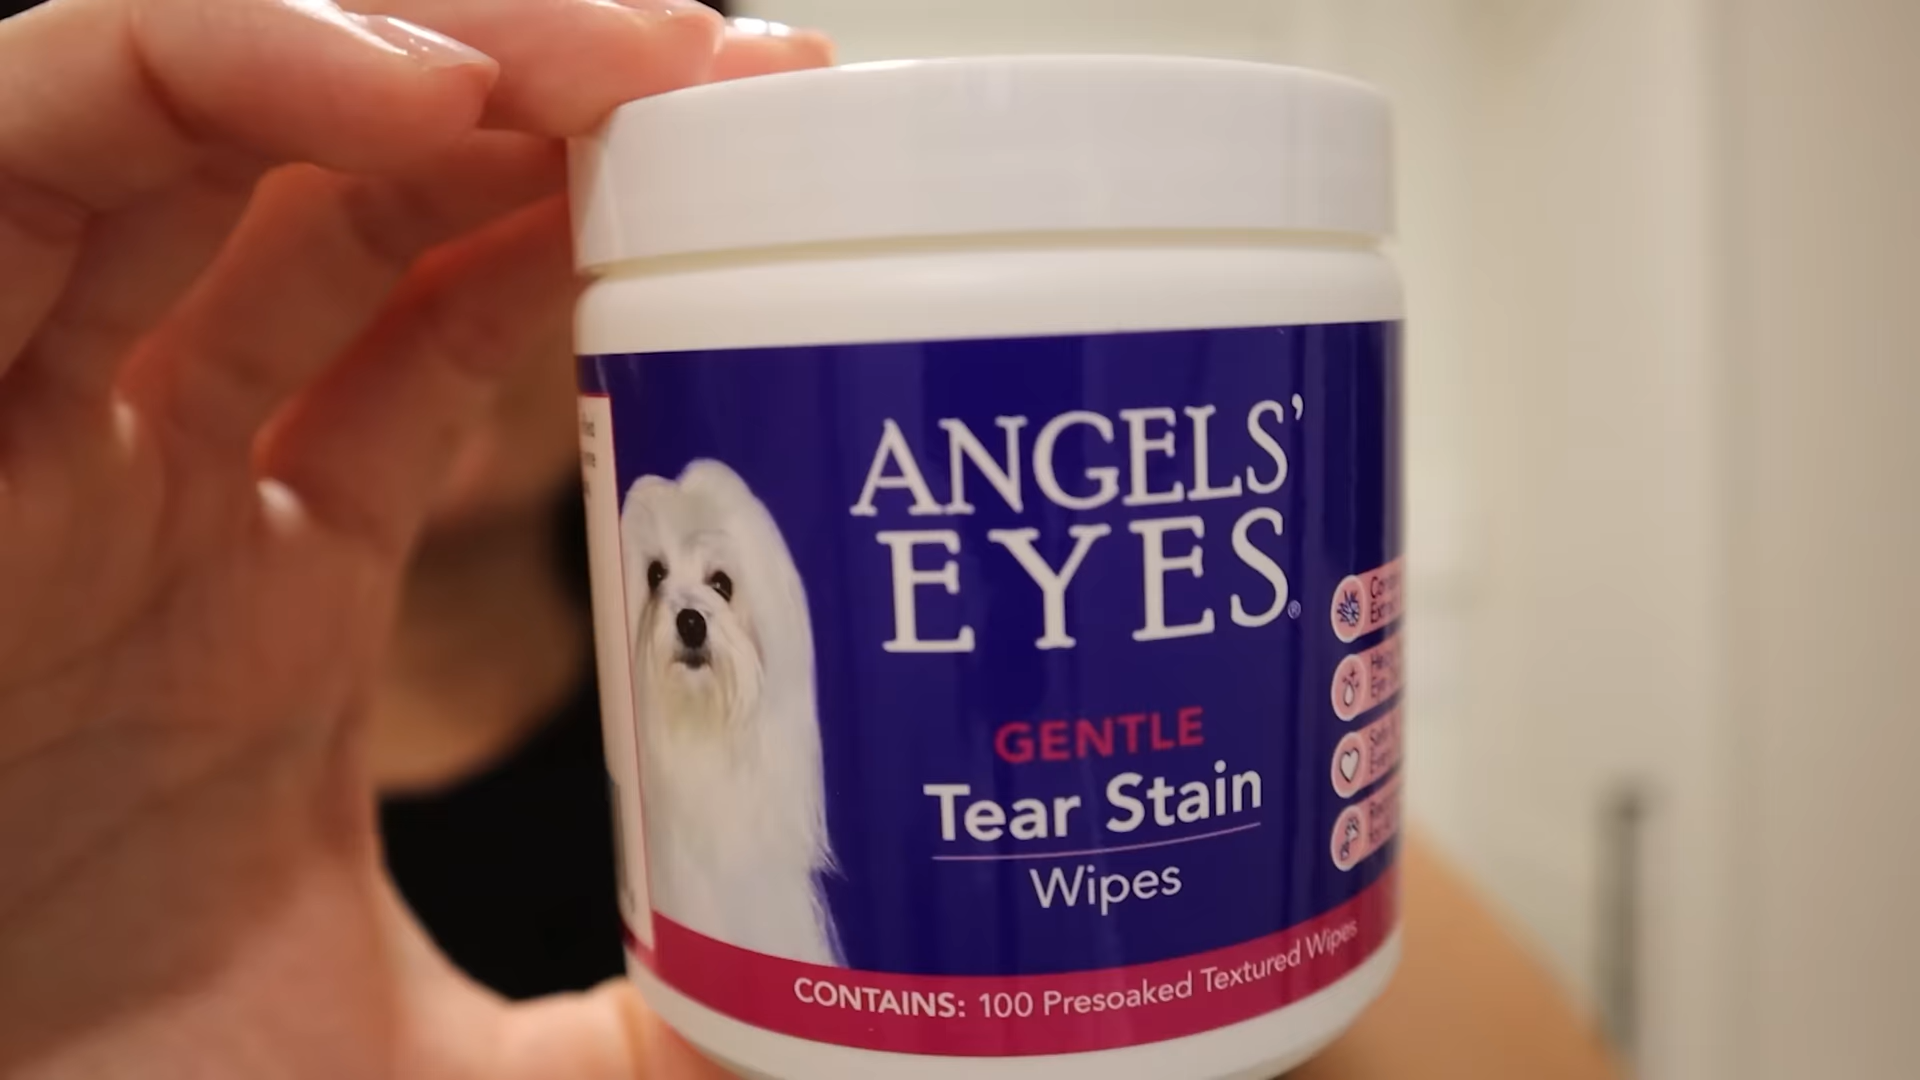 ANGELS’
EYES®
GENTLE
Tear Stain
Wipes
CONTAINS: 100 Presoaked Textured Wipes